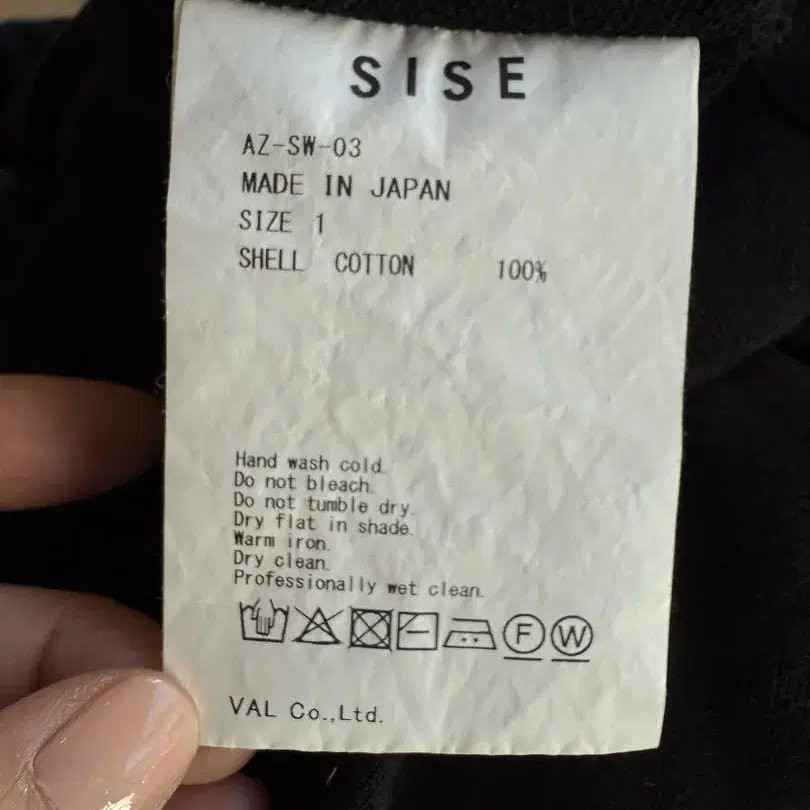 SISE
AZ-SW-03
MADE IN JAPAN
SIZE 1
SHELL COTTON 100%
Hand wash cold.
Do not bleach.
Do not tumble dry.
Dry flat in shade.
Warm iron.
Dry clean.
Professionally wet clean.
F W
VAL Co.,Ltd.